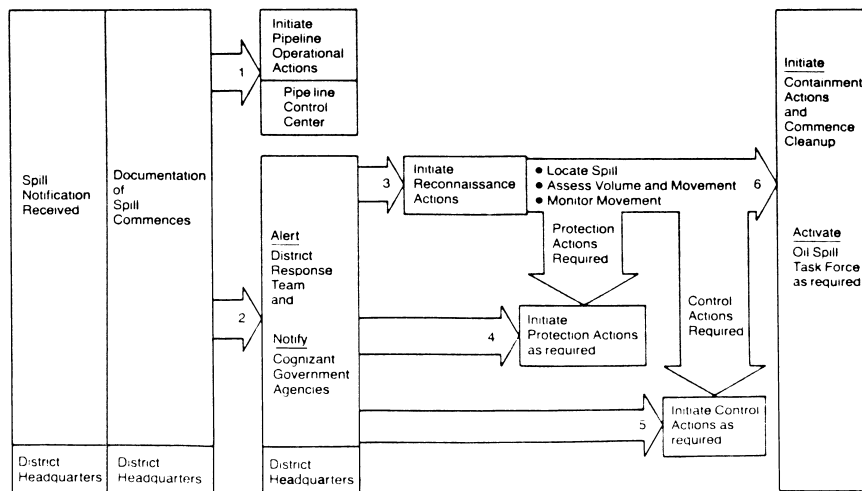 Spill
Notification
Received
District
Headquarters
Documentation
of
Spill
Commences
District
Headquarters
1
Initiate
Pipeline
Operational
Actions
Pipeline
Control
Center
2
Alert
District
Response
Team
and
Notify
Cognizant
Government
Agencies
District
Headquarters
3
Initiate
Reconnaissance
Actions
• Locate Spill
• Assess Volume and Movement
• Monitor Movement
6
Protection
Actions
Required
4
Initiate
Protection Actions
as required
Control
Actions
Required
5
Initiate Control
Actions as
required
Initiate
Containment
Actions
and
Commence
Cleanup
Activate
Oil Spill
Task Force
as required